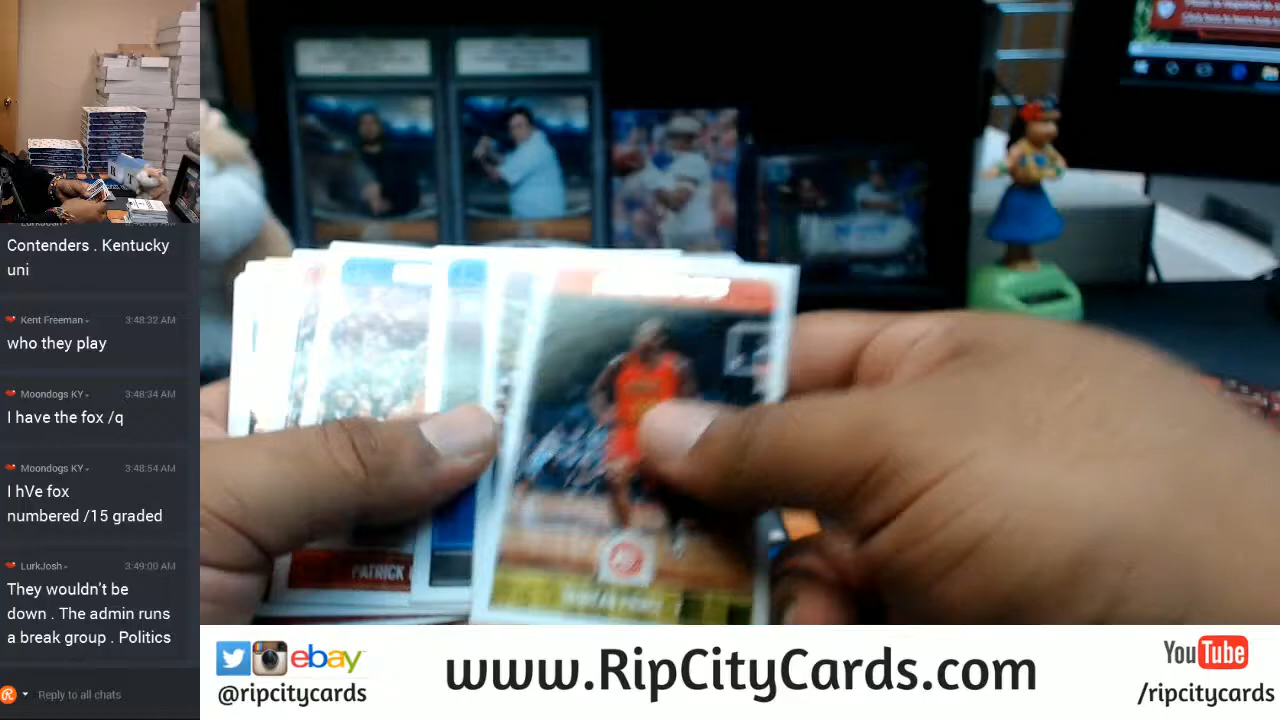 Contenders . Kentucky
uni
Kent Freeman 3:48:32 AM
who they play
Moondogs KY 3:48:34 AM
I have the fox /q
Moondogs KY 3:48:54 AM
I hVe fox
numbered /15 graded
LurkJosh 3:49:00 AM
They wouldn't be
down . The admin runs
a break group . Politics
Reply to all chats
PATRICK
ebay
@ripcitycards
www.RipCityCards.com
YouTube
/ripcitycards